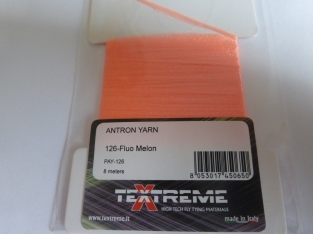 ANTRON YARN
126-Fluo Melon
PAY-126
8 meters
8 053017 450650
TEXTREME
HIGH TECH FLY TYING MATERIALS
www.textreme.it
made in Italy